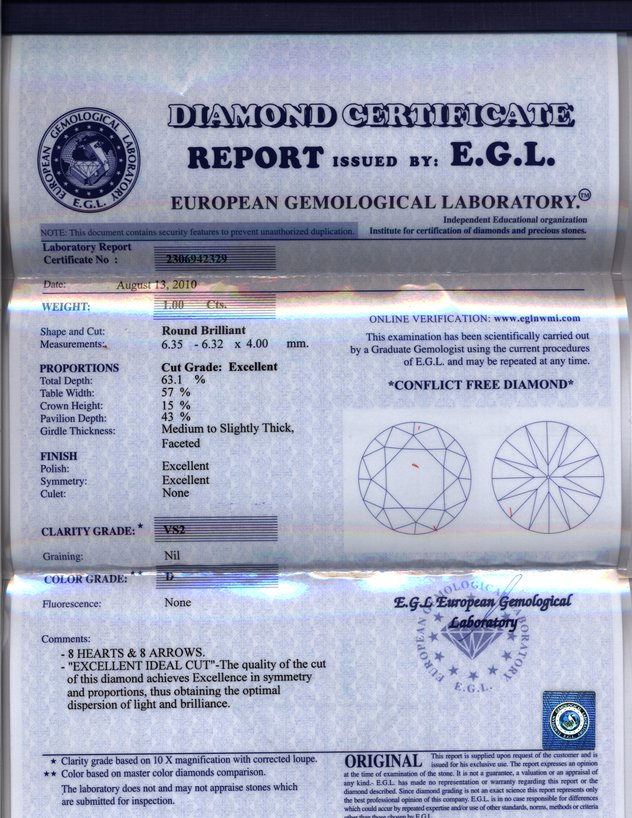 DIAMOND CERTIFICATE
REPORT ISSUED BY: E.G.L.
EUROPEAN GEMOLOGICAL LABORATORY.™
EUROPEAN GEMOLOGICAL LABORATORY
E.G.L.
Independent Educational organization
Institute for certification of diamonds and precious stones.
NOTE: This document contains security features to prevent unauthorized duplication.
Laboratory Report
Certificate No : 2306942329
Date: August 13, 2010
WEIGHT: 1.00 Cts.
Shape and Cut: Round Brilliant
Measurements: 6.35 - 6.32 x 4.00 mm.
PROPORTIONS Cut Grade: Excellent
Total Depth: 63.1 %
Table Width: 57 %
Crown Height: 15 %
Pavilion Depth: 43 %
Girdle Thickness: Medium to Slightly Thick,
Faceted
FINISH
Polish: Excellent
Symmetry: Excellent
Culet: None
CLARITY GRADE: * VS2
Graining: Nil
COLOR GRADE: ** D
Fluorescence: None
Comments:
- 8 HEARTS & 8 ARROWS.
- "EXCELLENT IDEAL CUT"-The quality of the cut
of this diamond achieves Excellence in symmetry
and proportions, thus obtaining the optimal
dispersion of light and brilliance.
ONLINE VERIFICATION: www.eglnwmi.com
This examination has been scientifically carried out
by a Graduate Gemologist using the current procedures
of E.G.L. and may be repeated at any time.
*CONFLICT FREE DIAMOND*
E.G.L European Gemological
Laboratory
EUROPEAN GEMOLOGICAL LABORATORY
E.G.L.
★ Clarity grade based on 10 X magnification with corrected loupe.
★★ Color based on master color diamonds comparison.
The laboratory does not and may not appraise stones which
are submitted for inspection.
ORIGINAL This report is supplied upon request of the customer and is
issued for his exclusive use. The report expresses an opinion
at the time of examination of the stone. It is not a guarantee, a valuation or an appraisal of
any kind.- E.G.L. has made no representation or warranty regarding this report or the
diamond described. Since diamond grading is not an exact science this report represents only
the best professional opinion of this company. E.G.L. is in no case responsible for differences
which could occur by repeated expertize and/or use of other standards, norms, methods or criteria
other than those chosen by E.G.L.